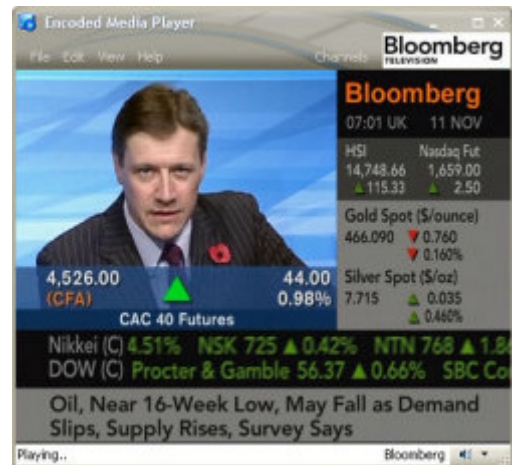 Encoded Media Player
File Edit View Help Channels
Bloomberg
TELEVISION
Bloomberg
07:01 UK 11 NOV
HSI Nasdaq Fut
14,748.66 1,659.00
▲115.33 ▲ 2.50
Gold Spot ($/ounce)
466.090 ▼ 0.760
▼ 0.160%
Silver Spot ($/oz)
7.715 ▲ 0.035
▲ 0.460%
4,526.00 ▲ 44.00
(CFA) 0.98%
CAC 40 Futures
Nikkei (C) 4.51% NSK 725 ▲ 0.42% NTN 768 ▲ 1.8
DOW (C) Procter & Gamble 56.37 ▲ 0.66% SBC Co
Oil, Near 16-Week Low, May Fall as Demand
Slips, Supply Rises, Survey Says
Playing.. Bloomberg